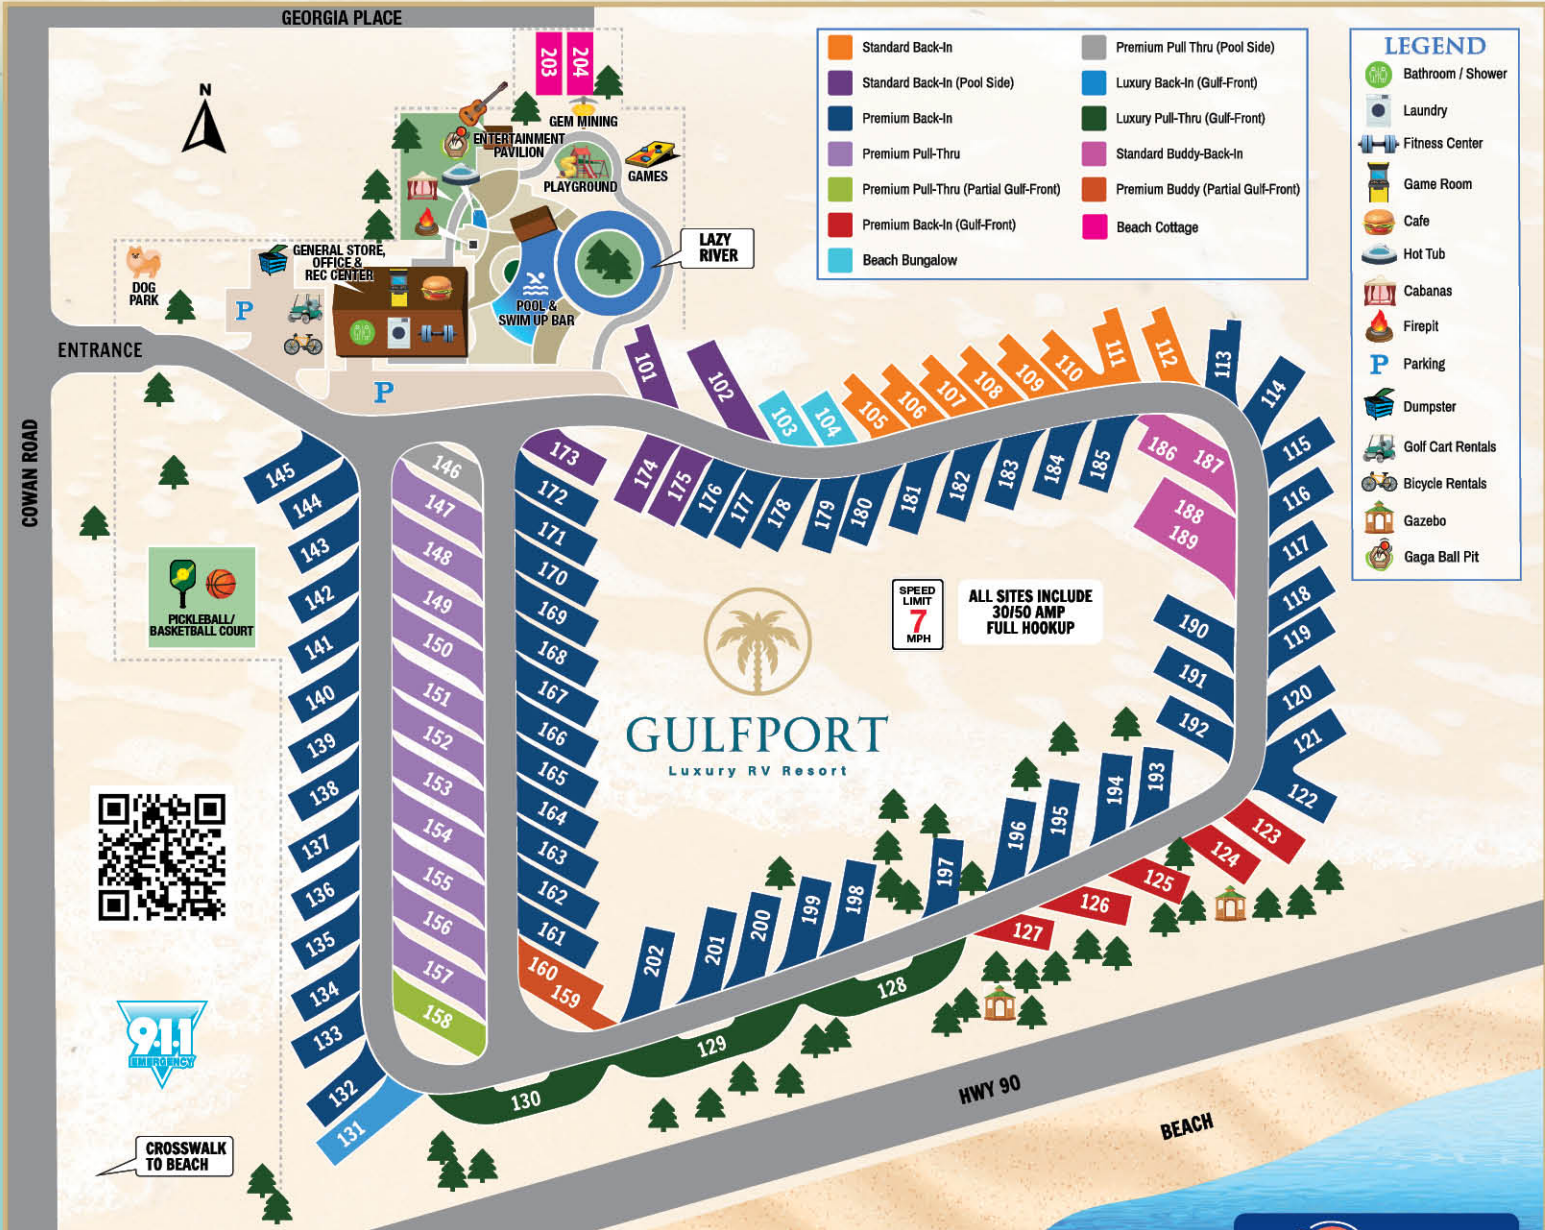 GEORGIA PLACE
COWAN ROAD
N
203
204
GEM MINING
ENTERTAINMENT
PAVILION
PLAYGROUND
GAMES
LAZY
RIVER
POOL &
SWIM UP BAR
GENERAL STORE,
OFFICE &
REC CENTER
DOG
PARK
P
P
ENTRANCE
Standard Back-In
Standard Back-In (Pool Side)
Premium Back-In
Premium Pull-Thru
Premium Pull-Thru (Partial Gulf-Front)
Premium Back-In (Gulf-Front)
Beach Bungalow
Premium Pull Thru (Pool Side)
Luxury Back-In (Gulf-Front)
Luxury Pull-Thru (Gulf-Front)
Standard Buddy-Back-In
Premium Buddy (Partial Gulf-Front)
Beach Cottage
LEGEND
Bathroom / Shower
Laundry
Fitness Center
Game Room
Cafe
Hot Tub
Cabanas
Firepit
P
Parking
Dumpster
Golf Cart Rentals
Bicycle Rentals
Gazebo
Gaga Ball Pit
101
102
103
104
105
106
107
108
109
110
111
112
113
114
115
116
117
118
119
120
121
122
123
124
125
126
127
128
129
130
131
132
133
134
135
136
137
138
139
140
141
142
143
144
145
146
147
148
149
150
151
152
153
154
155
156
157
158
159
160
161
162
163
164
165
166
167
168
169
170
171
172
173
174
175
176
177
178
179
180
181
182
183
184
185
186
187
188
189
190
191
192
193
194
195
196
197
198
199
200
201
202
PICKLEBALL/
BASKETBALL COURT
SPEED
LIMIT
7
MPH
ALL SITES INCLUDE
30/50 AMP
FULL HOOKUP
GULFPORT
Luxury RV Resort
9-1-1
EMERGENCY
CROSSWALK
TO BEACH
HWY 90
BEACH